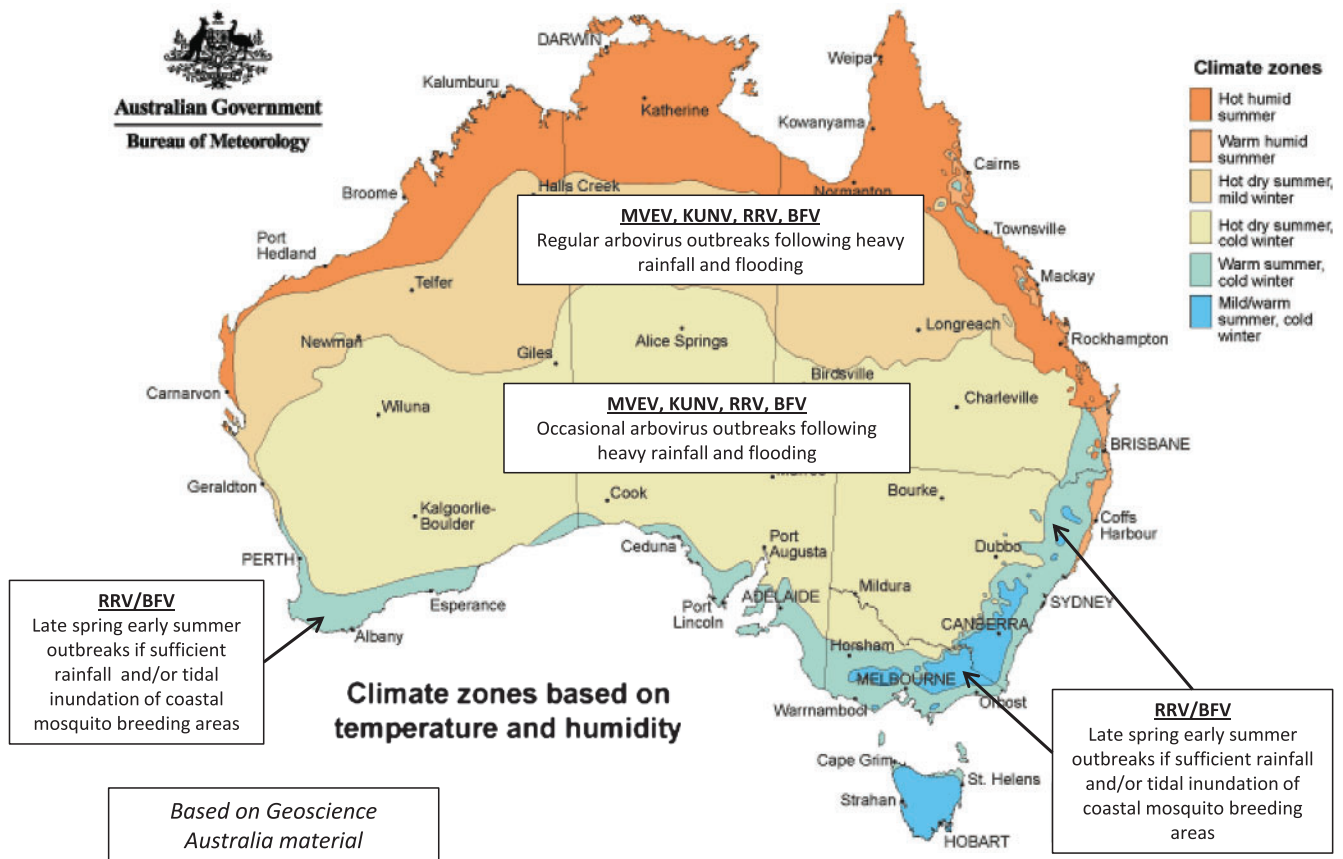 Australian Government
Bureau of Meteorology
DARWIN
Weipa
Kalumburu
Katherine
Kowanyama
Cairns
Broome
Halls Creek
Normanton
Townsville
Port
Hedland
Telfer
Mackay
Newman
Giles
Alice Springs
Longreach
Rockhampton
Carnarvon
Wiluna
Birdsville
Charleville
BRISBANE
Geraldton
Kalgoorlie-
Boulder
Cook
Bourke
Coffs
Harbour
PERTH
Ceduna
Port
Augusta
Dubbo
Esperance
Albany
Port
Lincoln
ADELAIDE
Mildura
SYDNEY
CANBERRA
Horsham
MELBOURNE
Warrnambool
Orbost
Cape Grim
St. Helens
Strahan
HOBART
Climate zones
Hot humid
summer
Warm humid
summer
Hot dry summer,
mild winter
Hot dry summer,
cold winter
Warm summer,
cold winter
Mild/warm
summer, cold
winter
MVEV, KUNV, RRV, BFV
Regular arbovirus outbreaks following heavy
rainfall and flooding
MVEV, KUNV, RRV, BFV
Occasional arbovirus outbreaks following
heavy rainfall and flooding
RRV/BFV
Late spring early summer
outbreaks if sufficient
rainfall and/or tidal
inundation of coastal
mosquito breeding areas
Climate zones based on
temperature and humidity
RRV/BFV
Late spring early summer
outbreaks if sufficient rainfall
and/or tidal inundation of
coastal mosquito breeding
areas
Based on Geoscience
Australia material